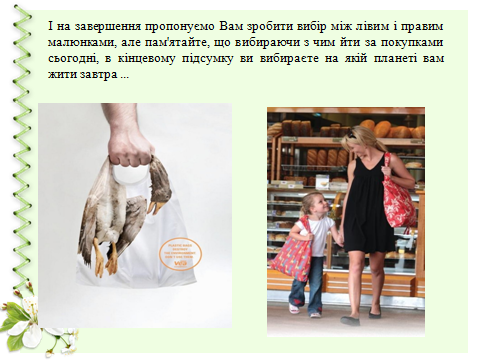 І на завершення пропонуємо Вам зробити вибір між лівим і правим
малюнками, але пам'ятайте, що вибираючи з чим йти за покупками
сьогодні, в кінцевому підсумку ви вибираєте на якій планеті вам
жити завтра ...